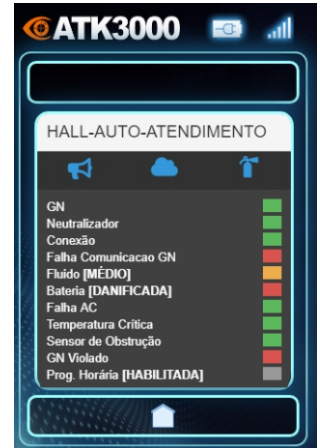 ATK3000
HALL-AUTO-ATENDIMENTO
GN
Neutralizador
Conexão
Falha Comunicacao GN
Fluido [MÉDIO]
Bateria [DANIFICADA]
Falha AC
Temperatura Crítica
Sensor de Obstrução
GN Violado
Prog. Horária [HABILITADA]